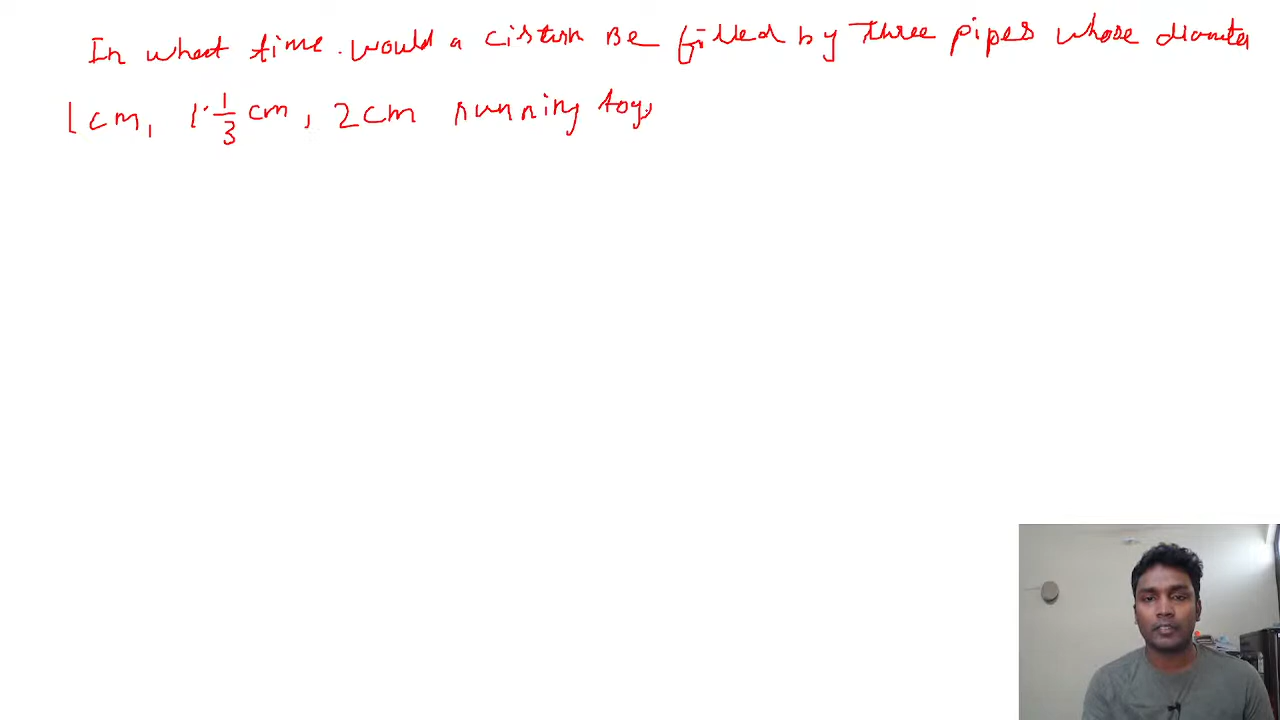 In what time. would a cistern Be filled by three pipes whose diameter
1 cm, 1 1/3 cm, 2 cm running tog